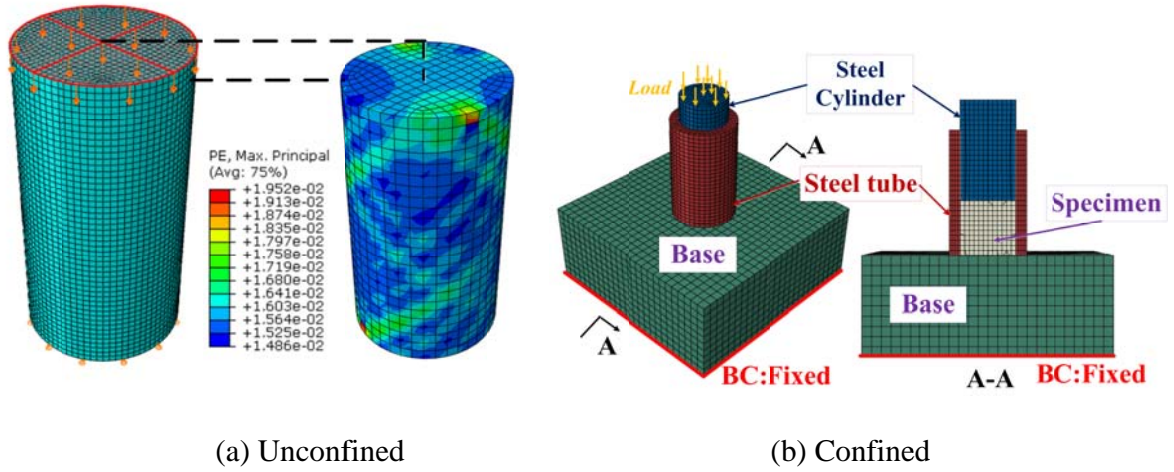 PE, Max. Principal
(Avg: 75%)
+1.952e-02
+1.913e-02
+1.874e-02
+1.835e-02
+1.797e-02
+1.758e-02
+1.719e-02
+1.680e-02
+1.641e-02
+1.603e-02
+1.564e-02
+1.525e-02
+1.486e-02
Load
Steel
Cylinder
A
Steel tube
Specimen
Base
Base
A
BC:Fixed
A-A
BC:Fixed
(a) Unconfined
(b) Confined